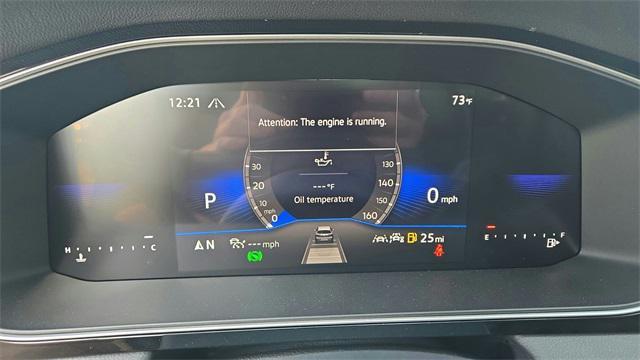 12:21
73°F
Attention: The engine is running.
30
130
20
140
---°F
P
0 mph
10
150
Oil temperature
mph
0
160
N
--- mph
25 mi
H
C
E
F